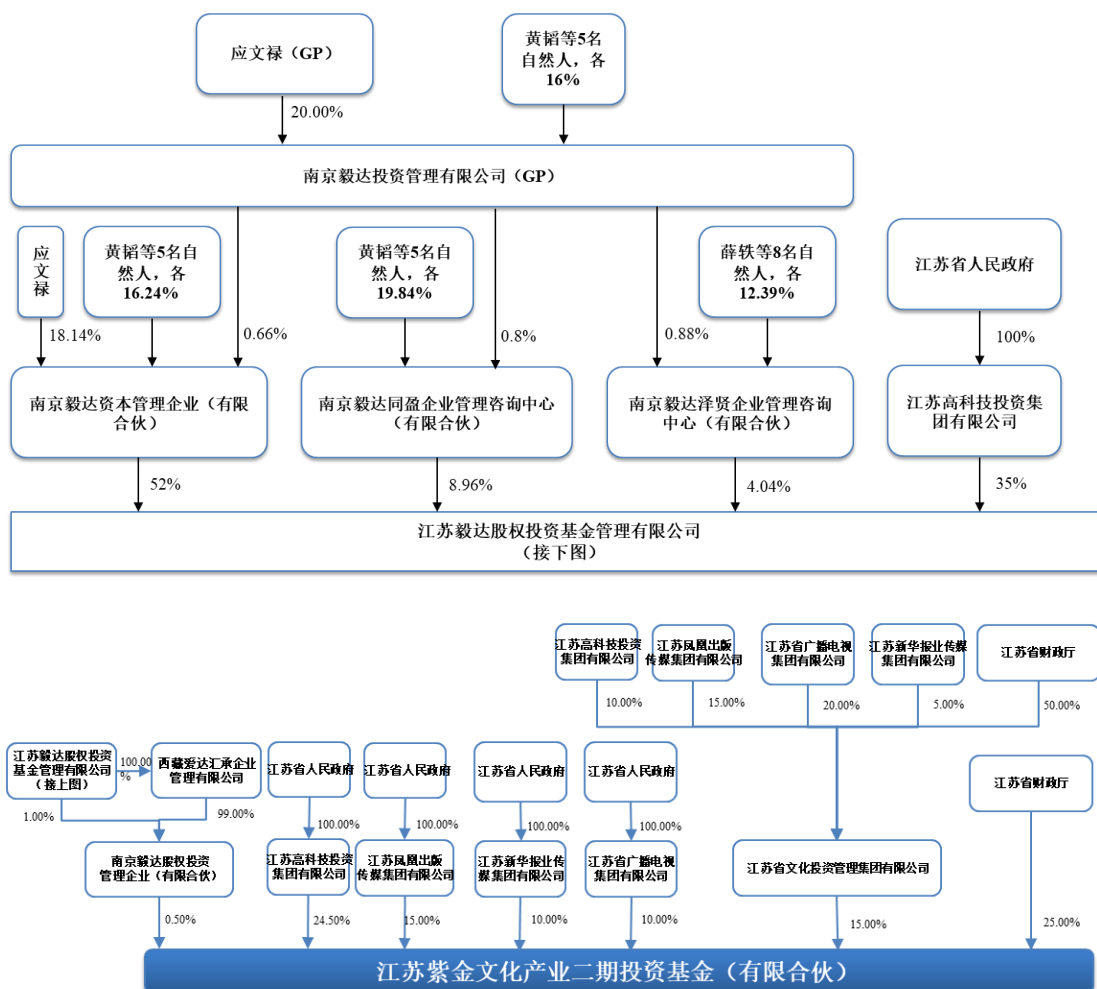 应文禄（GP）
黄韬等5名
自然人，各
16%
20.00%
南京毅达投资管理有限公司（GP）
应
文
禄
黄韬等5名自
然人，各
16.24%
黄韬等5名自
然人，各
19.84%
薛轶等8名自
然人，各
12.39%
江苏省人民政府
18.14%
0.66%
0.8%
0.88%
100%
南京毅达资本管理企业（有限
合伙）
南京毅达同盈企业管理咨询中心
（有限合伙）
南京毅达泽贤企业管理咨询
中心（有限合伙）
江苏高科技投资集
团有限公司
52%
8.96%
4.04%
35%
江苏毅达股权投资基金管理有限公司
（接下图）
江苏高科技投资
集团有限公司
江苏凤凰出版
传媒集团有限公司
江苏省广播电视
集团有限公司
江苏新华报业传媒
集团有限公司
江苏省财政厅
10.00%
15.00%
20.00%
5.00%
50.00%
江苏毅达股权投资
基金管理有限公司
（接上图）
100.00
%
西藏爱达汇承企业
管理有限公司
江苏省人民政府
江苏省人民政府
江苏省人民政府
江苏省人民政府
江苏省财政厅
1.00%
99.00%
100.00%
100.00%
100.00%
100.00%
南京毅达股权投资
管理企业（有限合伙）
江苏高科技投资
集团有限公司
江苏凤凰出版
传媒集团有限公司
江苏新华报业传
媒集团有限公司
江苏省广播电视
集团有限公司
江苏省文化投资管理集团有限公司
0.50%
24.50%
15.00%
10.00%
10.00%
15.00%
25.00%
江苏紫金文化产业二期投资基金（有限合伙）